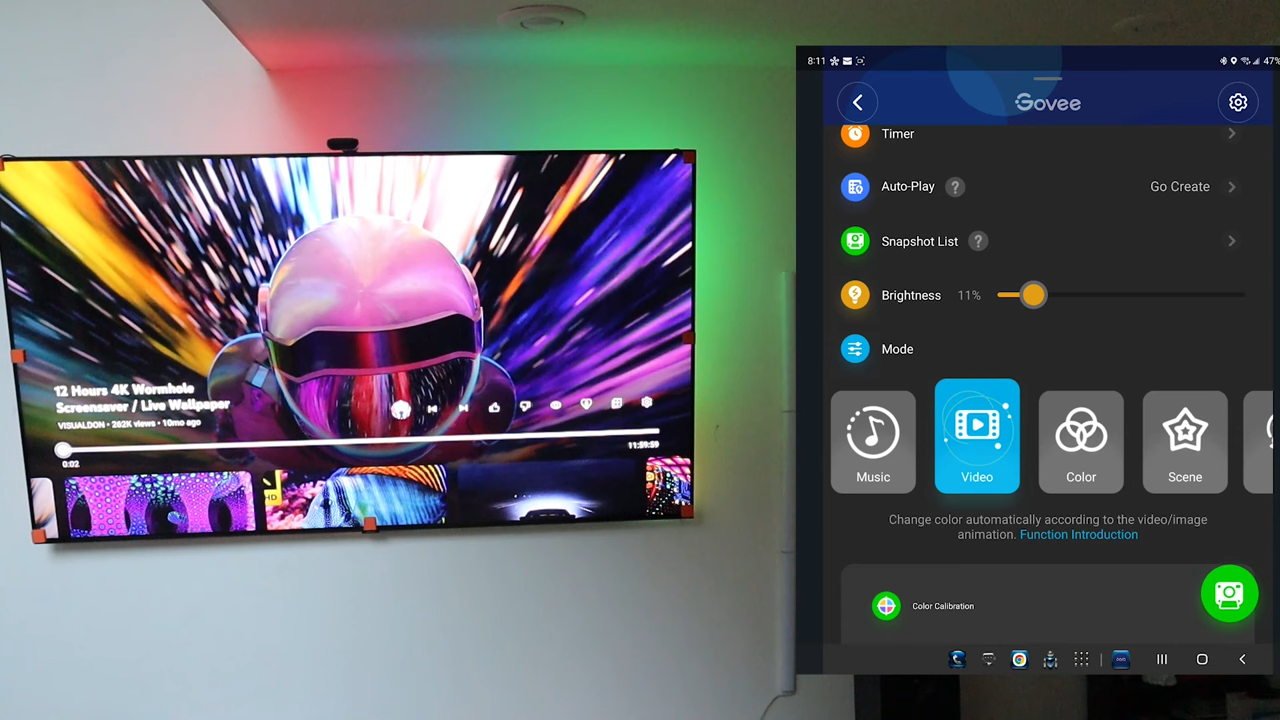 12 Hours 4K Wormhole
Screensaver / Live Wallpaper
VISUALDON • 262K views • 10mo ago
0:02
11:59:59
HD
8:11
47%
Govee
Timer
Auto-Play ?
Go Create
Snapshot List ?
Brightness 11%
Mode
Music
Video
Color
Scene
Change color automatically according to the video/image
animation. Function Introduction
Color Calibration